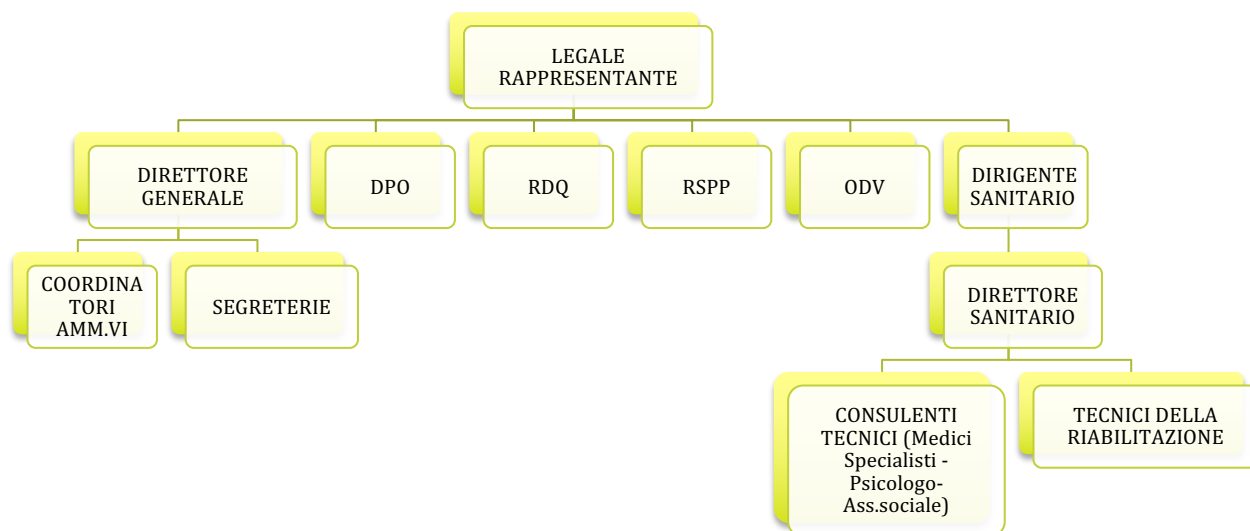 LEGALE
RAPPRESENTANTE
DIRETTORE
GENERALE
DPO
RDQ
RSPP
ODV
DIRIGENTE
SANITARIO
COORDINA
TORI
AMM.VI
SEGRETERIE
DIRETTORE
SANITARIO
CONSULENTI
TECNICI (Medici
Specialisti -
Psicologo-
Ass.sociale)
TECNICI DELLA
RIABILITAZIONE